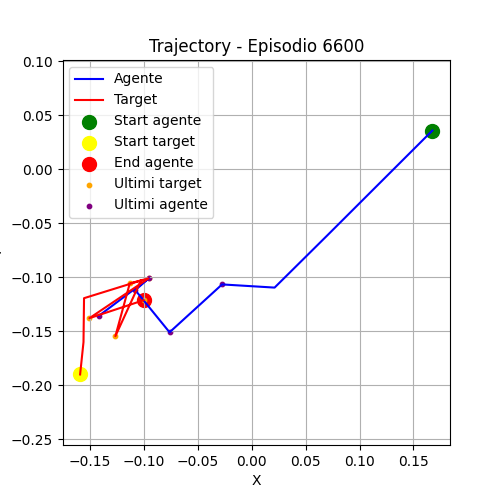 Trajectory - Episodio 6600
Agente
Target
Start agente
Start target
End agente
Ultimi target
Ultimi agente
0.10
0.05
0.00
−0.05
−0.10
−0.15
−0.20
−0.25
−0.15
−0.10
−0.05
0.00
0.05
0.10
0.15
X